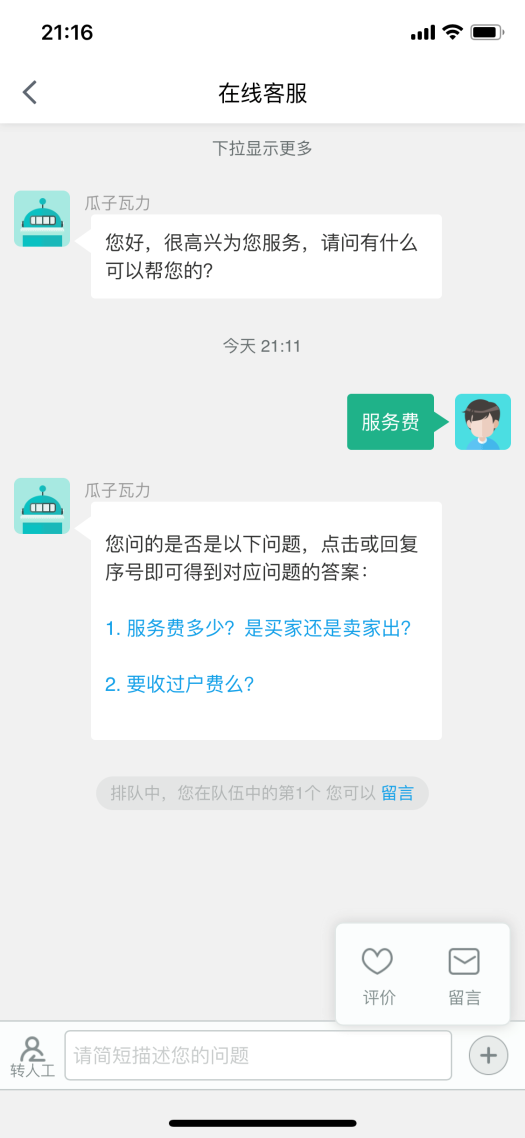 21:16
在线客服
下拉显示更多
瓜子瓦力
您好，很高兴为您服务，请问有什么
可以帮您的？
今天 21:11
服务费
瓜子瓦力
您问的是否是以下问题，点击或回复
序号即可得到对应问题的答案：
1. 服务费多少？是买家还是卖家出？
2. 要收过户费么？
排队中，您在队伍中的第1个 您可以 留言
评价
留言
转人工
请简短描述您的问题